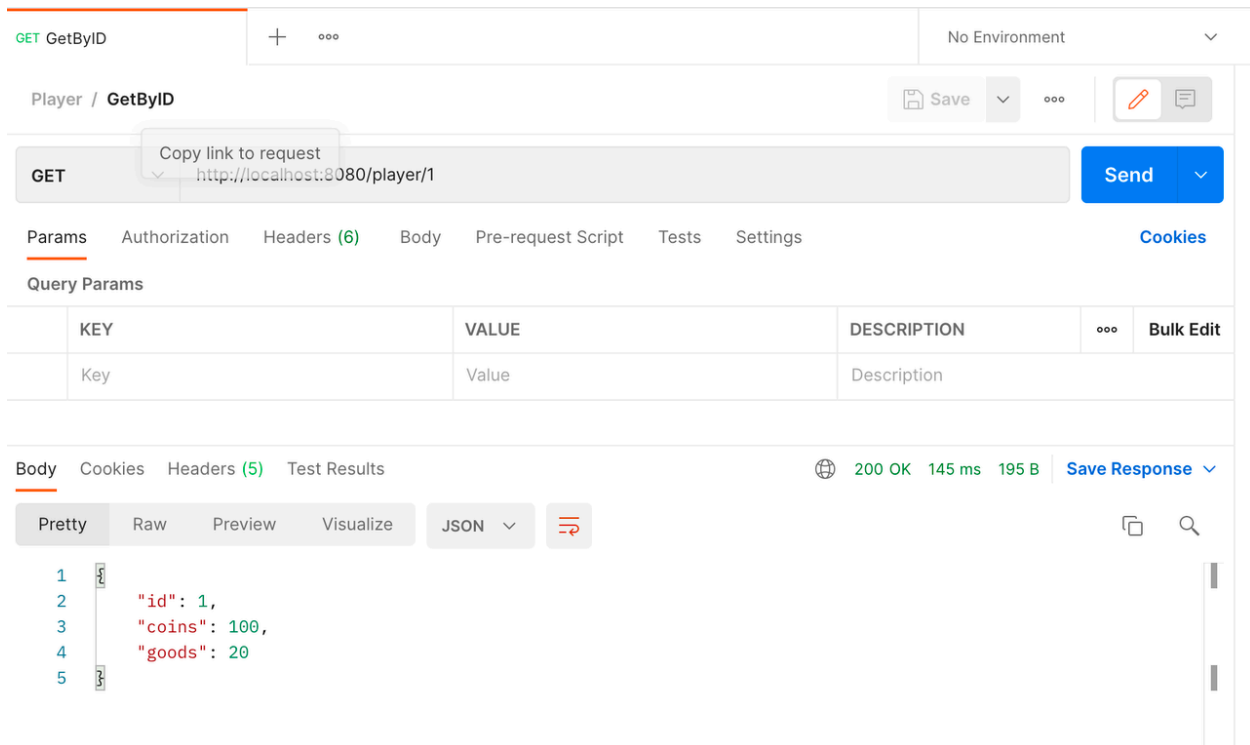 GET GetByID
No Environment
Player / GetByID
Save
Copy link to request
GET
http://localhost:8080/player/1
Send
Params Authorization Headers (6) Body Pre-request Script Tests Settings Cookies
Query Params
KEY VALUE DESCRIPTION Bulk Edit
Key Value Description
Body Cookies Headers (5) Test Results 200 OK 145 ms 195 B Save Response
Pretty Raw Preview Visualize JSON
1 {
2 "id": 1,
3 "coins": 100,
4 "goods": 20
5 }